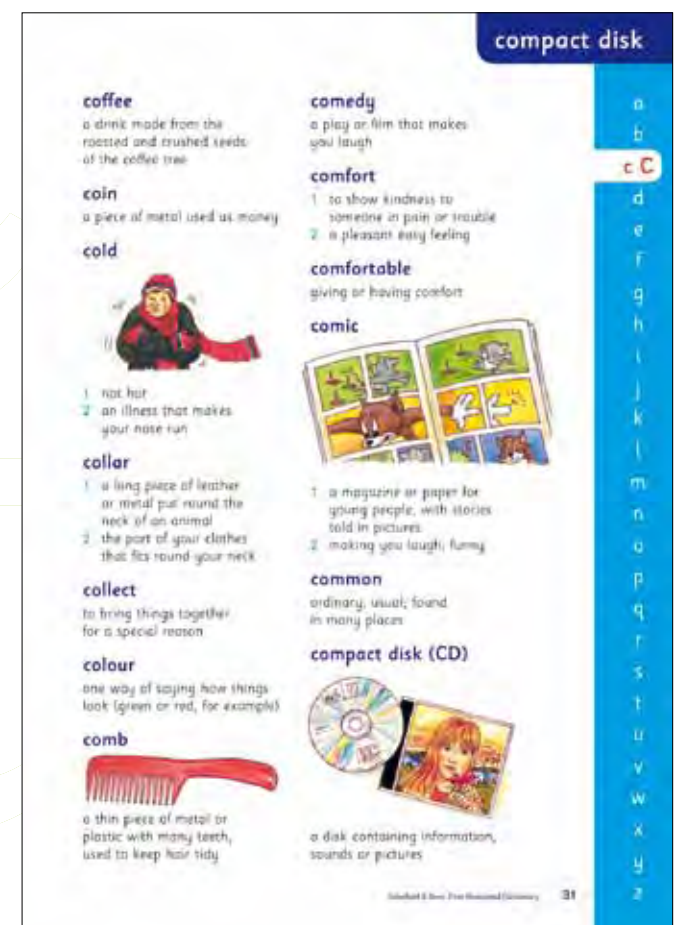 compact disk
coffee
a drink made from the
roasted and crushed seeds
of the coffee tree
coin
a piece of metal used as money
cold
1 not hot
2 an illness that makes
your nose run
collar
1 a long piece of leather
or metal put round the
neck of an animal
2 the part of your clothes
that fits round your neck
collect
to bring things together
for a special reason
colour
one way of saying how things
look (green or red, for example)
comb
a thin piece of metal or
plastic with many teeth,
used to keep hair tidy
comedy
a play or film that makes
you laugh
comfort
1 to show kindness to
someone in pain or trouble
2 a pleasant easy feeling
comfortable
giving or having comfort
comic
1 a magazine or paper for
young people, with stories
told in pictures
2 making you laugh; funny
common
ordinary; usual; found
in many places
compact disk (CD)
a disk containing information,
sounds or pictures
31
a
b
c C
d
e
f
g
h
i
j
k
l
m
n
o
p
q
r
s
t
u
v
w
x
y
z